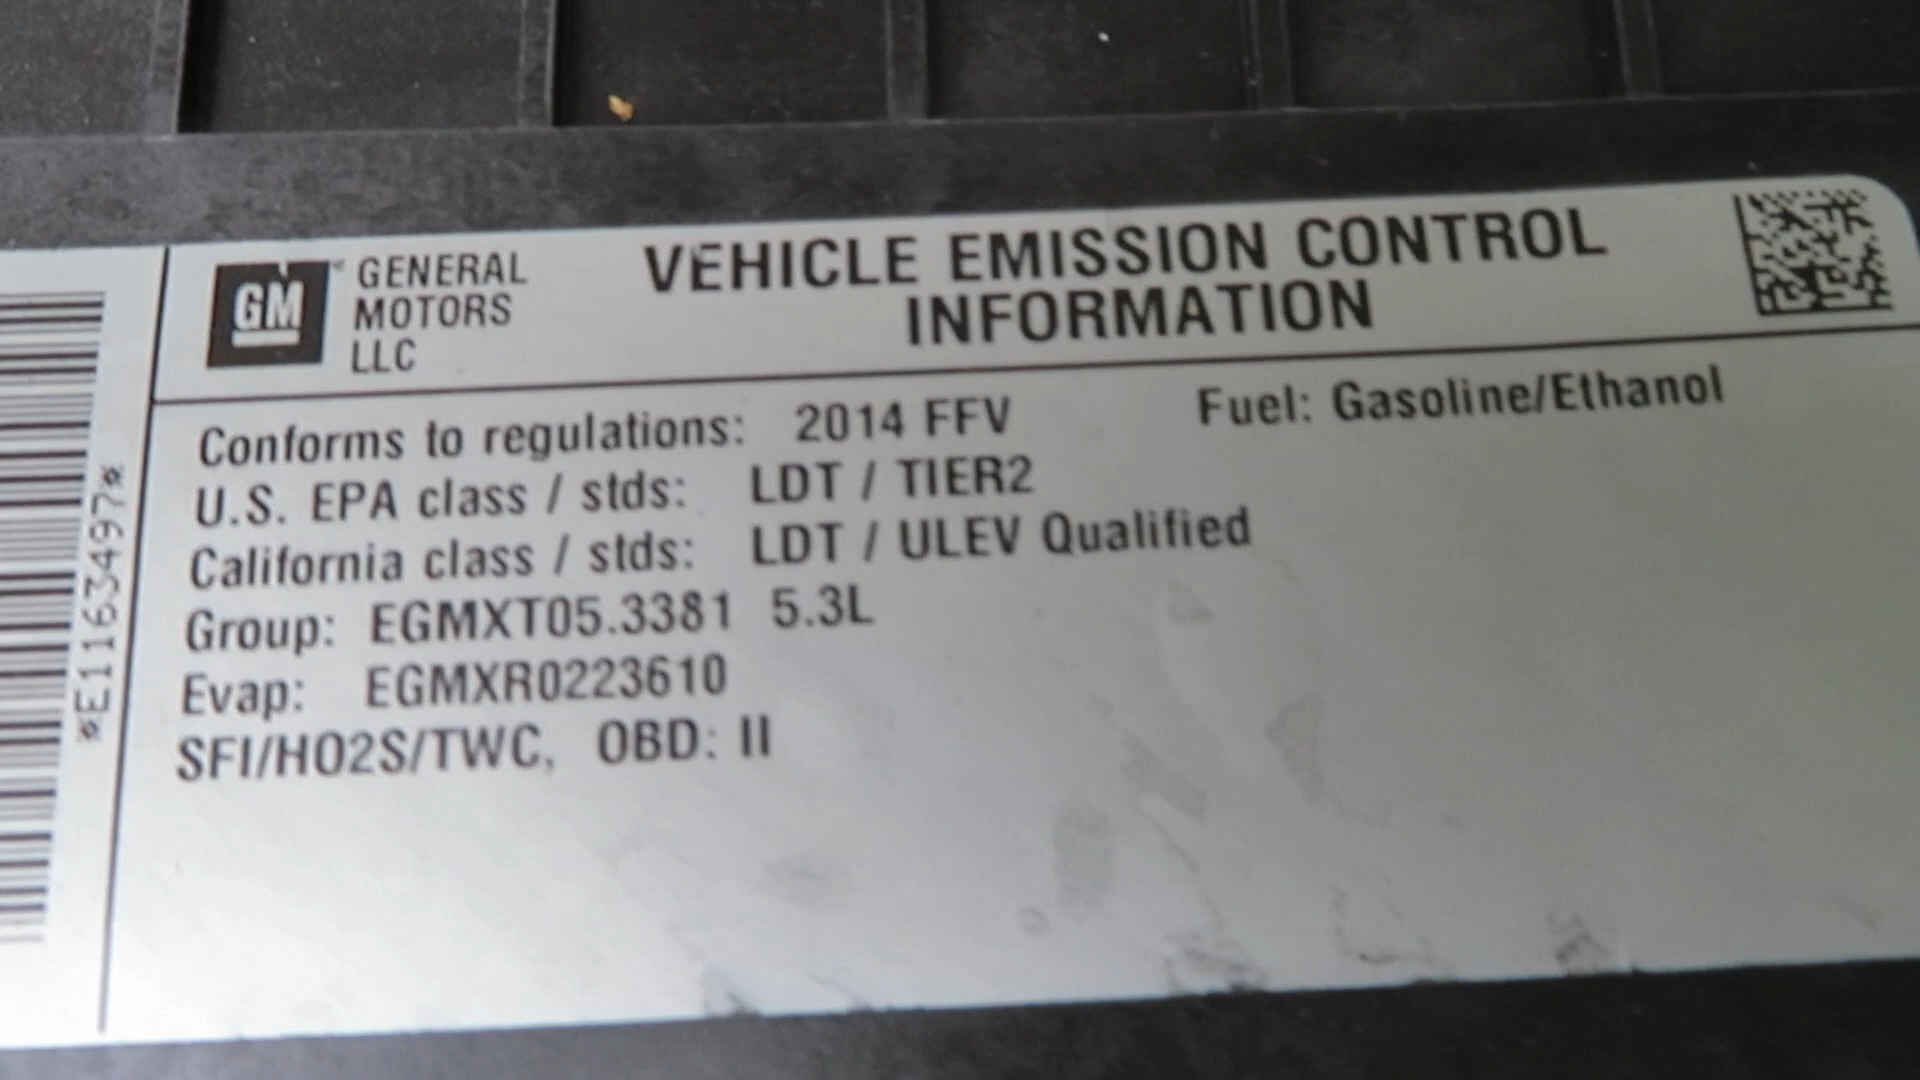 GM
GENERAL
MOTORS
LLC
VEHICLE EMISSION CONTROL
INFORMATION
Conforms to regulations: 2014 FFV Fuel: Gasoline/Ethanol
U.S. EPA class / stds: LDT / TIER2
California class / stds: LDT / ULEV Qualified
Group: EGMXT05.3381 5.3L
Evap: EGMXR0223610
SFI/HO2S/TWC, OBD: II
*E1163497*